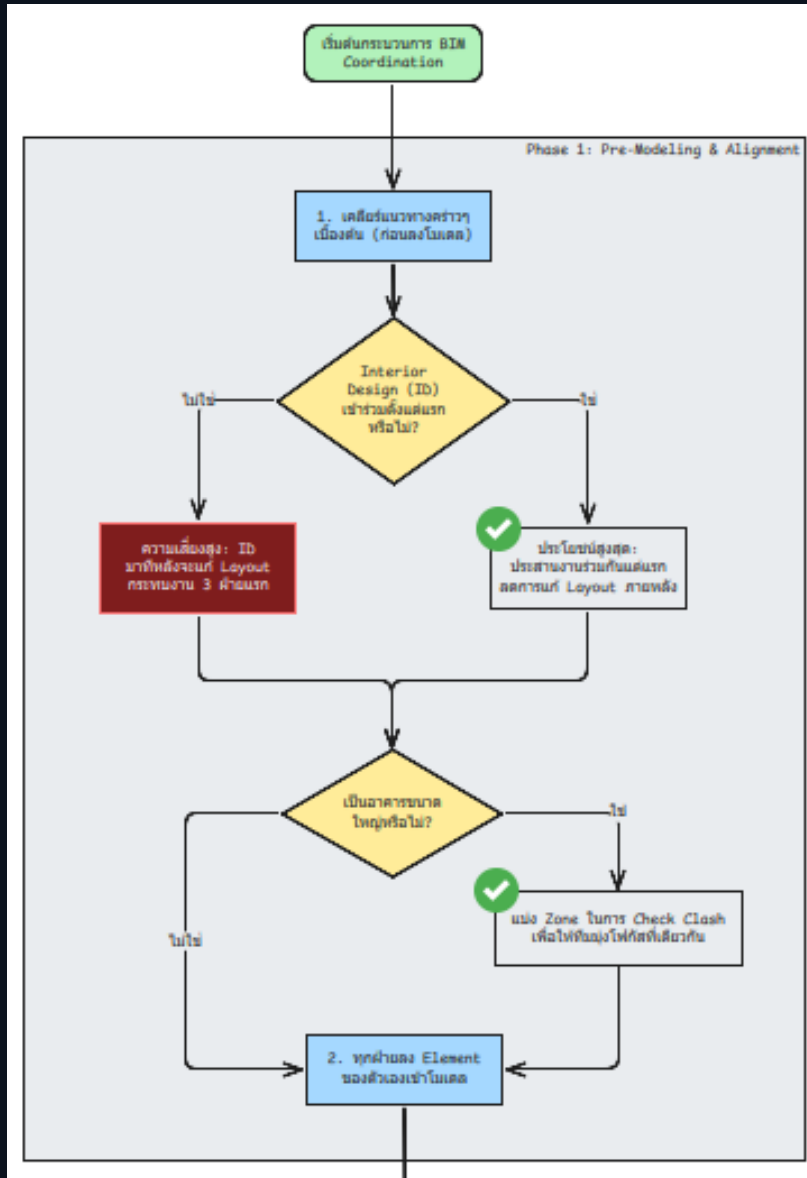 เริ่มต้นกระบวนการ BIM
Coordination
Phase 1: Pre-Modeling & Alignment
1. เคลียร์แนวทางคร่าวๆ
เบื้องต้น (ก่อนลงโมเดล)
Interior
Design (ID)
เข้าร่วมตั้งแต่แรก
หรือไม่?
ไม่ใช่
ใช่
ความเสี่ยงสูง: ID
มาทีหลังจะแก้ Layout
กระทบงาน 3 ฝ่ายแรก
ประโยชน์สูงสุด:
ประสานงานร่วมกันแต่แรก
ลดการแก้ Layout ภายหลัง
เป็นอาคารขนาด
ใหญ่หรือไม่?
ใช่
แบ่ง Zone ในการ Check Clash
เพื่อให้ทีมมุ่งโฟกัสที่เดียวกัน
ไม่ใช่
2. ทุกฝ่ายลง Element
ของตัวเองเข้าโมเดล